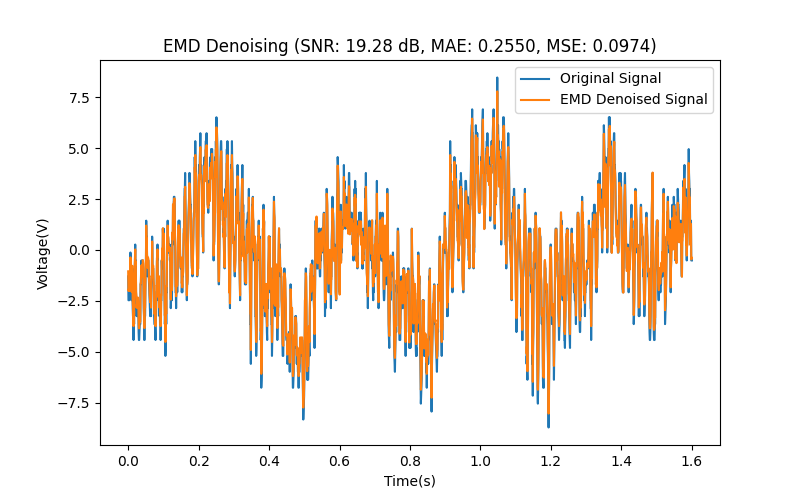 EMD Denoising (SNR: 19.28 dB, MAE: 0.2550, MSE: 0.0974)
Original Signal
EMD Denoised Signal
Voltage(V)
7.5
5.0
2.5
0.0
−2.5
−5.0
−7.5
0.0 0.2 0.4 0.6 0.8 1.0 1.2 1.4 1.6
Time(s)